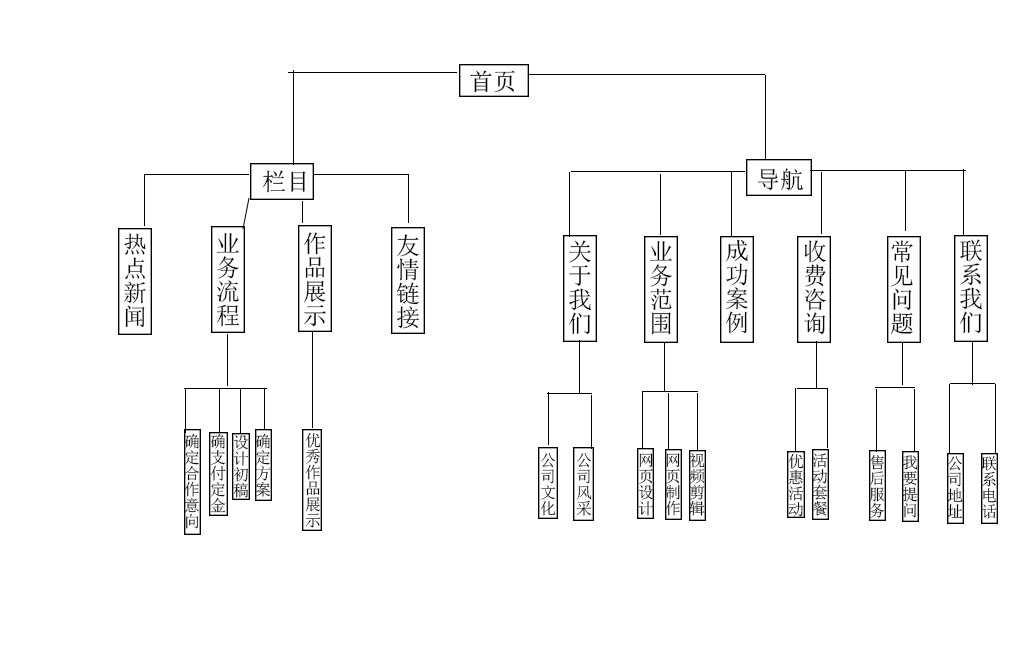 首页
栏目
导航
热点新闻
业务流程
作品展示
友情链接
关于我们
业务范围
成功案例
收费咨询
常见问题
联系我们
确定合作意向
确支付定金
设计初稿
确定方案
优秀作品展示
公司文化
公司风采
网页设计
网页制作
视频剪辑
优惠活动
活动套餐
售后服务
我要提问
公司地址
联系电话